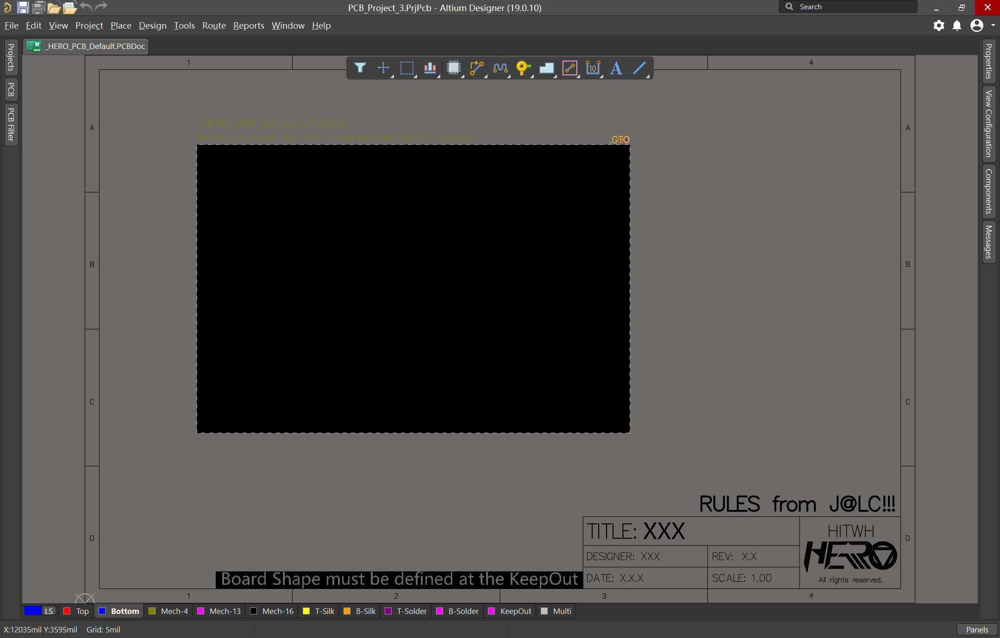 PCB_Project_3.PrjPcb - Altium Designer (19.0.10)
Search
File Edit View Project Place Design Tools Route Reports Window Help
_HERO_PCB_Default.PCBDoc
Projects
PCB
PCB Filter
Properties
View Configuration
Components
Messages
1
4
10
A
A
_HERO_PCB_Default.PCBDoc
Printout_Name is not interpreted until output
B
B
C
C
RULES from J@LC!!!
TITLE: XXX
HITWH
HERO
DESIGNER: XXX
REV: X.X
DATE: X.X.X
SCALE: 1.00
All rights reserved.
D
D
Board Shape must be defined at the KeepOut
1
2
3
4
LS Top Bottom Mech-4 Mech-13 Mech-16 T-Silk B-Silk T-Solder B-Solder KeepOut Multi
X:12035mil Y:3595mil Grid: 5mil
Panels